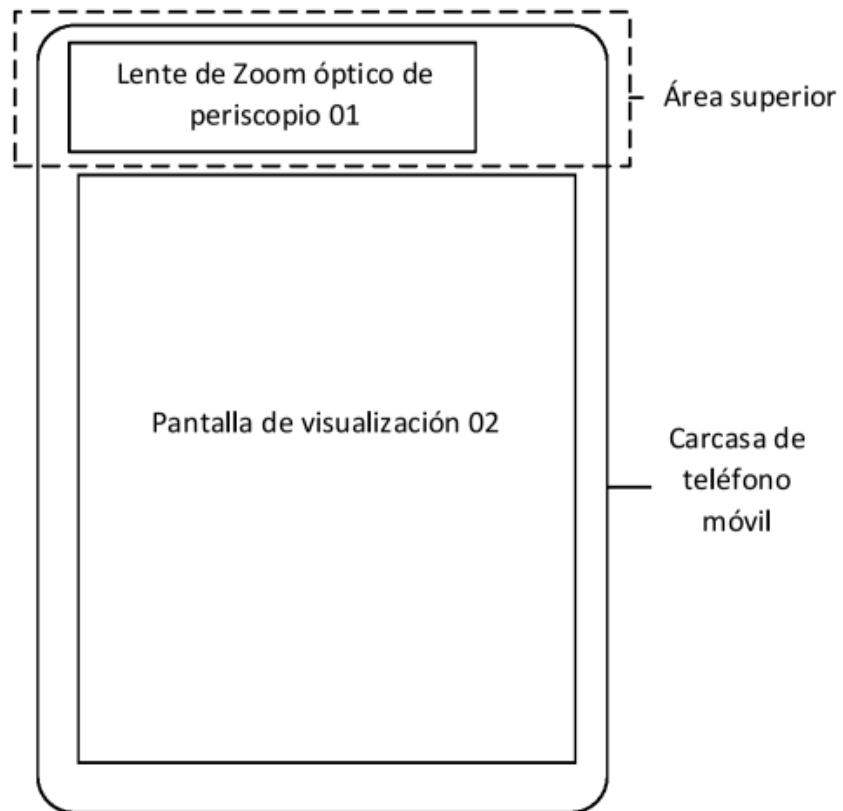 Lente de Zoom óptico de
periscopio 01
Área superior
Pantalla de visualización 02
Carcasa de
teléfono
móvil